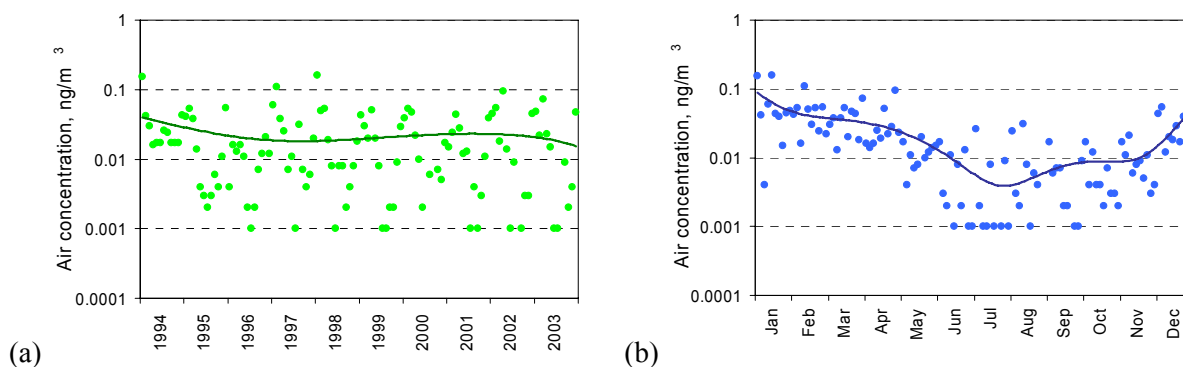 Air concentration, ng/m 3
1
0.1
0.01
0.001
0.0001
1994
1995
1996
1997
1998
1999
2000
2001
2002
2003
(a)
Air concentration, ng/m 3
1
0.1
0.01
0.001
0.0001
Jan
Feb
Mar
Apr
May
Jun
Jul
Aug
Sep
Oct
Nov
Dec
(b)